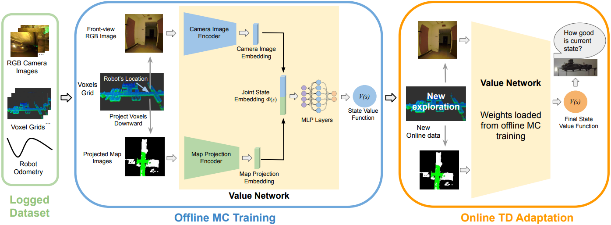 RGB Camera
Images
Voxel Grids
Robot
Odometry
Logged
Dataset
Front-view
RGB Image
Voxels
Grid
Robot's Location
Project Voxels
Downward
Projected Map
Images
Camera Image
Encoder
Camera Image
Embedding
Joint State
Embedding Φ(s)
MLP Layers
V(s)
State Value
Function
Map Projection
Encoder
Map Projection
Embedding
Value Network
Offline MC Training
New
exploration
New
Online data
Value Network
Weights loaded
from offline MC
training
How good
is current
state?
V(s)
Final State
Value Function
Online TD Adaptation